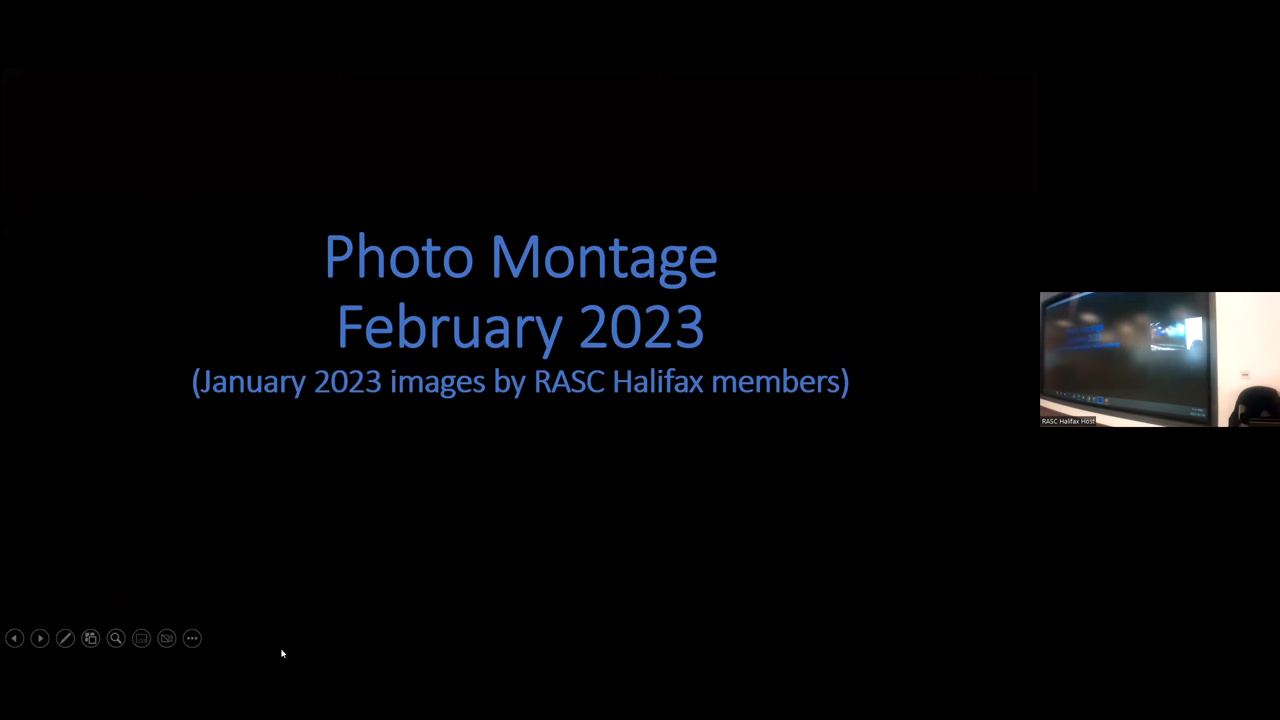 Photo Montage
February 2023
(January 2023 images by RASC Halifax members)
RASC Halifax Host